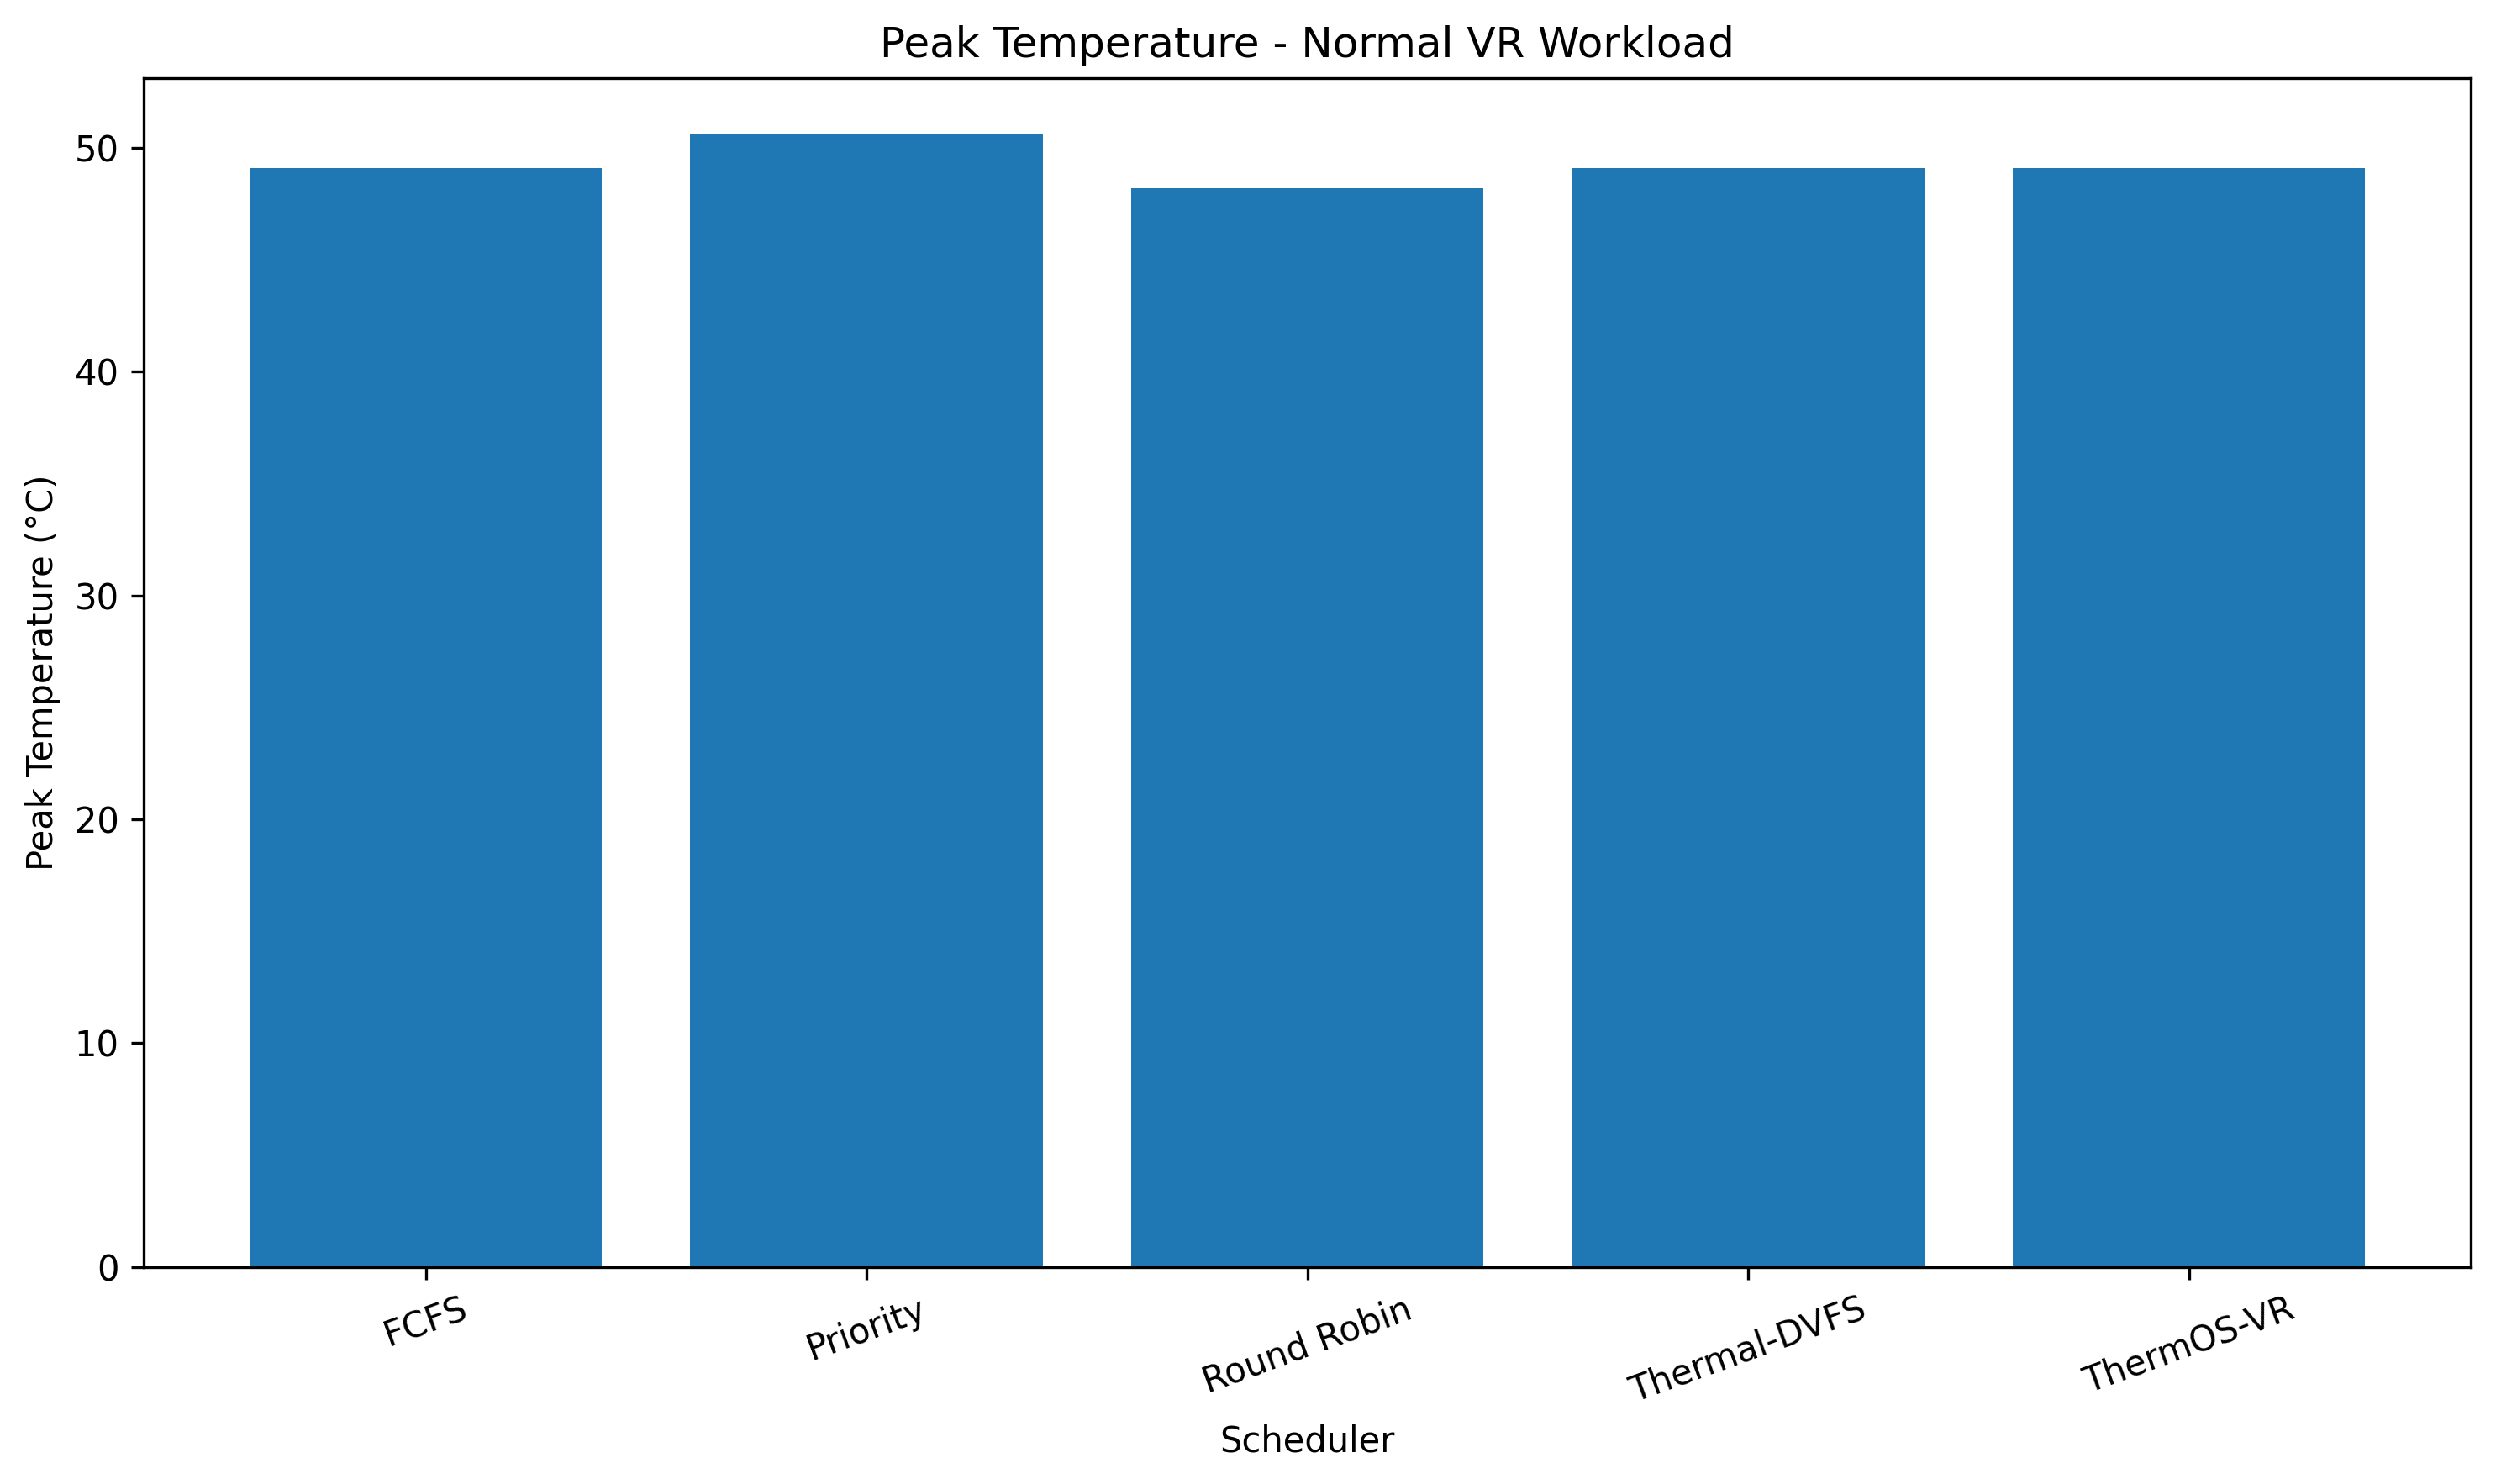 Peak Temperature - Normal VR Workload
Peak Temperature (°C)
50
40
30
20
10
0
FCFS
Priority
Round Robin
Thermal-DVFS
ThermOS-VR
Scheduler